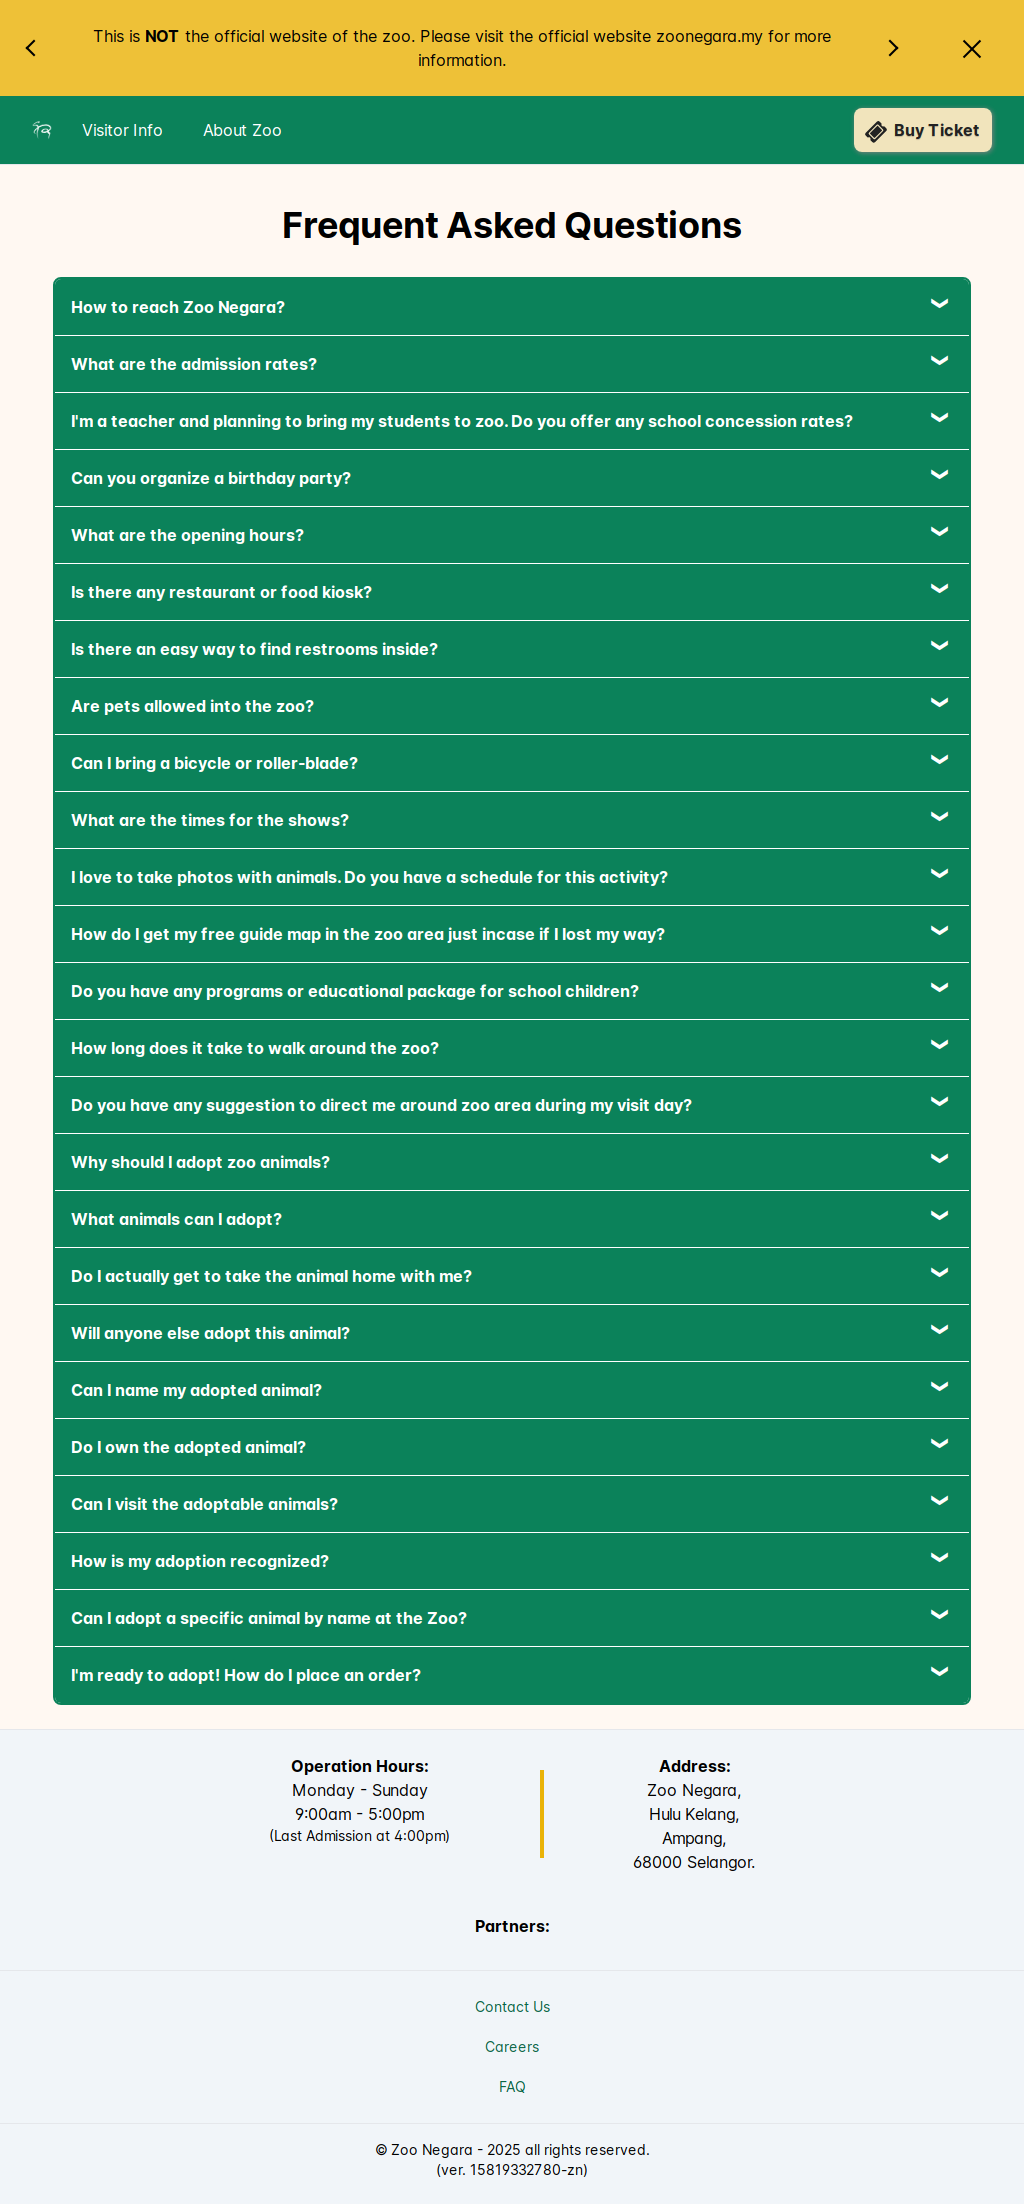 This is NOT the official website of the zoo. Please visit the official website zoonegara.my for more
information.
Visitor Info
About Zoo
Buy Ticket
Frequent Asked Questions
How to reach Zoo Negara?
What are the admission rates?
I'm a teacher and planning to bring my students to zoo. Do you offer any school concession rates?
Can you organize a birthday party?
What are the opening hours?
Is there any restaurant or food kiosk?
Is there an easy way to find restrooms inside?
Are pets allowed into the zoo?
Can I bring a bicycle or roller-blade?
What are the times for the shows?
I love to take photos with animals. Do you have a schedule for this activity?
How do I get my free guide map in the zoo area just incase if I lost my way?
Do you have any programs or educational package for school children?
How long does it take to walk around the zoo?
Do you have any suggestion to direct me around zoo area during my visit day?
Why should I adopt zoo animals?
What animals can I adopt?
Do I actually get to take the animal home with me?
Will anyone else adopt this animal?
Can I name my adopted animal?
Do I own the adopted animal?
Can I visit the adoptable animals?
How is my adoption recognized?
Can I adopt a specific animal by name at the Zoo?
I'm ready to adopt! How do I place an order?
Operation Hours:
Monday - Sunday
9:00am - 5:00pm
(Last Admission at 4:00pm)
Address:
Zoo Negara,
Hulu Kelang,
Ampang,
68000 Selangor.
Partners:
Contact Us
Careers
FAQ
© Zoo Negara - 2025 all rights reserved.
(ver. 15819332780-zn)